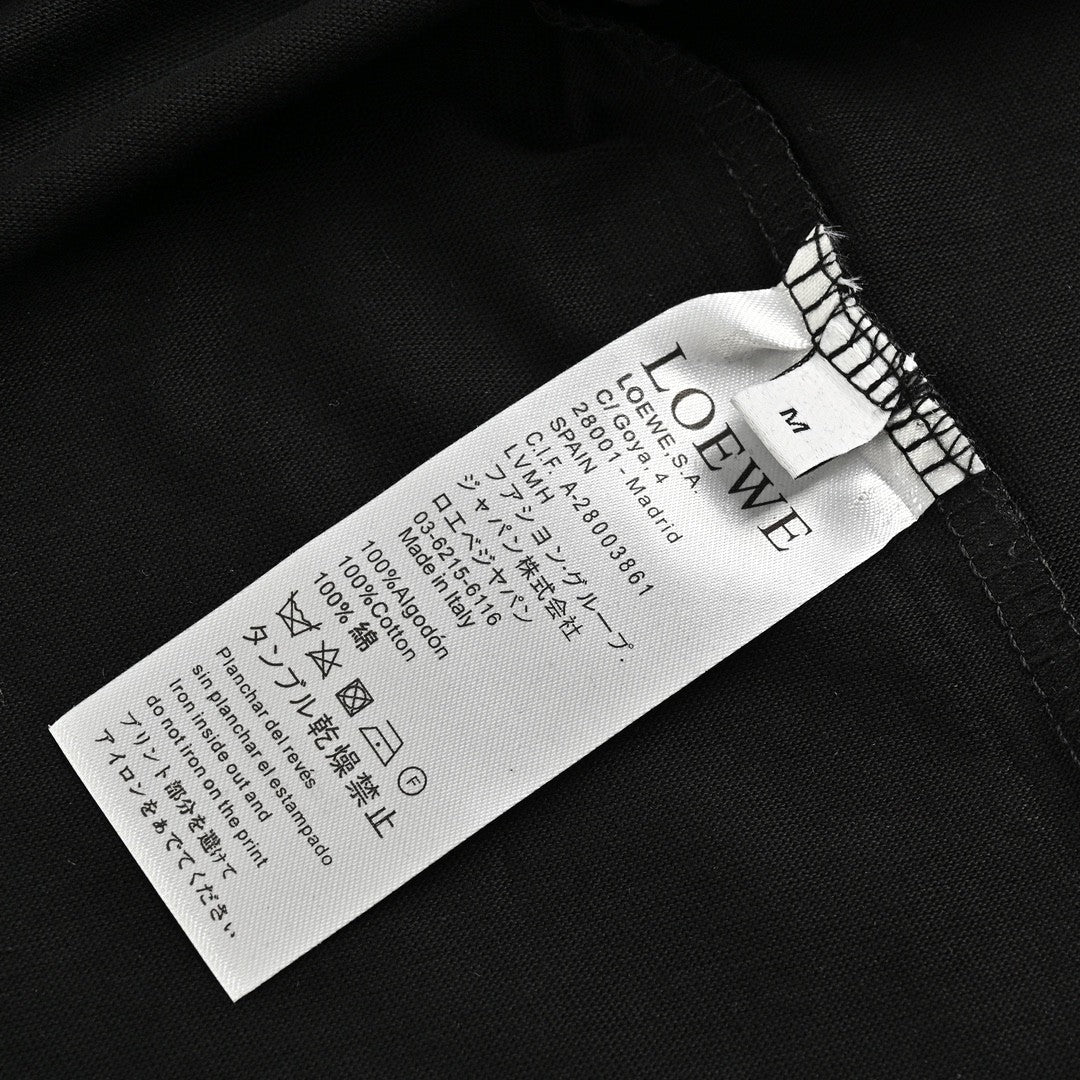 LOEWE
M
LOEWE,S.A.
C/Goya, 4
28001 - Madrid
SPAIN
C.I.F. A-28003861
LVMH
ファション.グループ.
ジャパン株式会社
ロエベジャパン
03-6215-6116
Made in Italy
100%Algodón
100%Cotton
100% 綿
F
タンブル乾燥禁止
Planchar del revés
sin planchar el estampado
Iron inside out and
do not iron on the print
プリント部分を避けて
アイロンをあててください